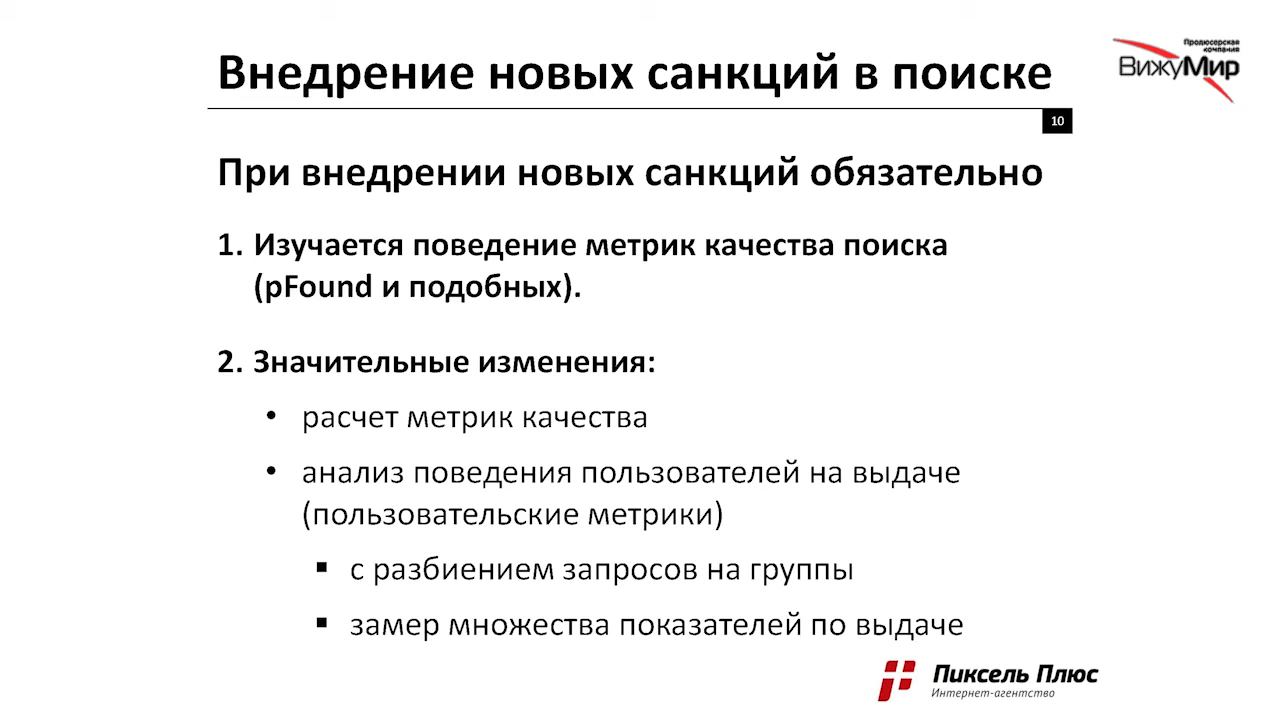 Внедрение новых санкций в поиске
Продюсерская
компания
ВижуМир
10
При внедрении новых санкций обязательно
1. Изучается поведение метрик качества поиска
(pFound и подобных).
2. Значительные изменения:
• расчет метрик качества
• анализ поведения пользователей на выдаче
(пользовательские метрики)
▪ с разбиением запросов на группы
▪ замер множества показателей по выдаче
Пиксель Плюс
Интернет-агентство